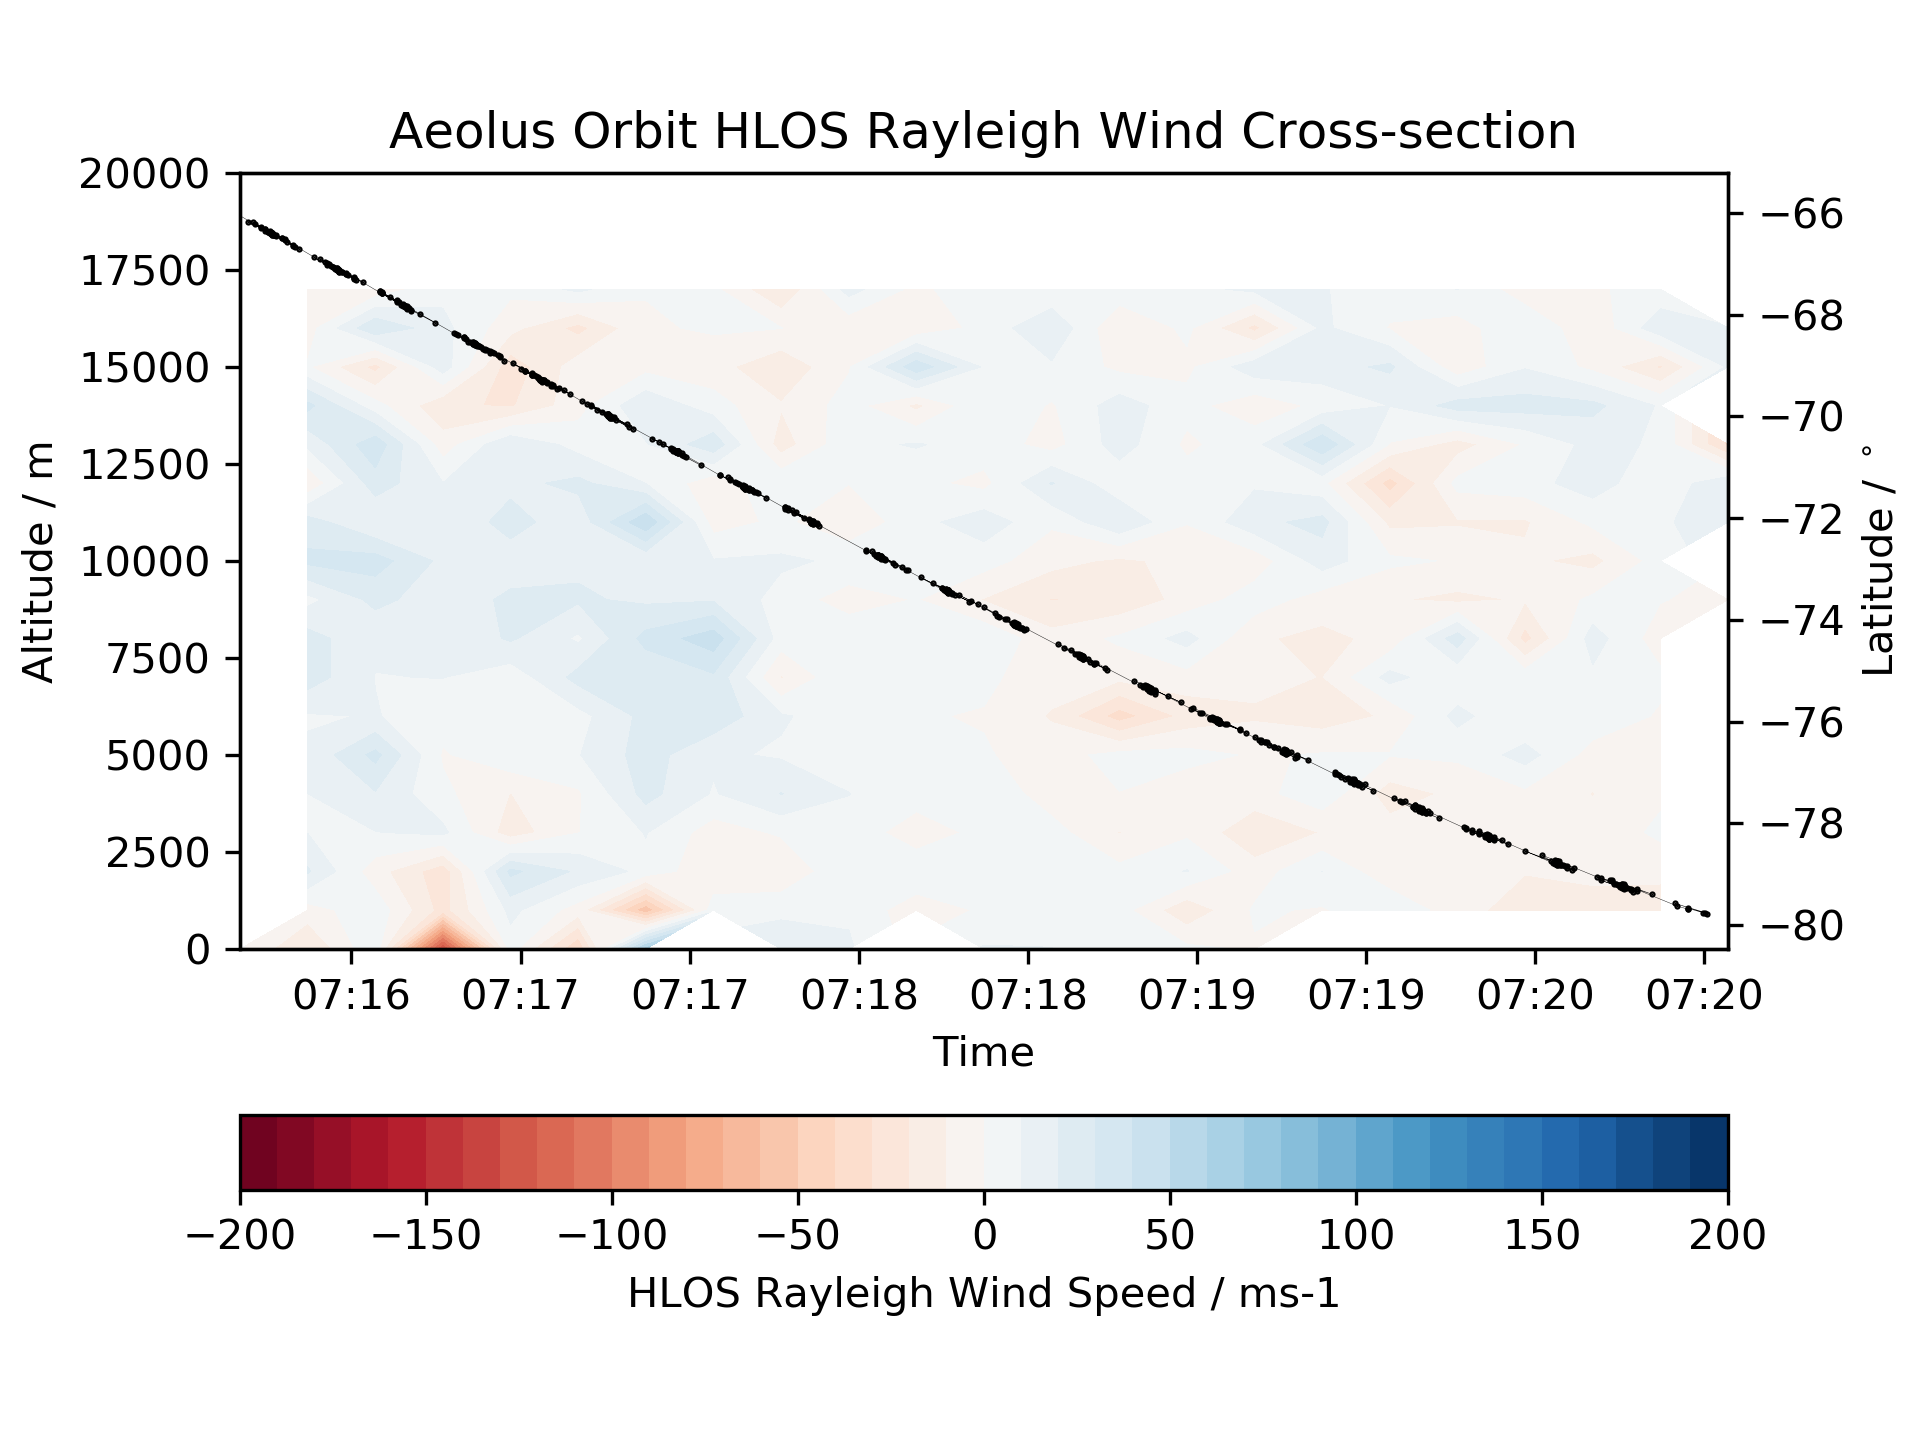 Aeolus Orbit HLOS Rayleigh Wind Cross-section
20000
17500
15000
12500
10000
7500
5000
2500
0
Altitude / m
−66
−68
−70
−72
−74
−76
−78
−80
Latitude / °
07:16 07:17 07:17 07:18 07:18 07:19 07:19 07:20 07:20
Time
−200 −150 −100 −50 0 50 100 150 200
HLOS Rayleigh Wind Speed / ms-1